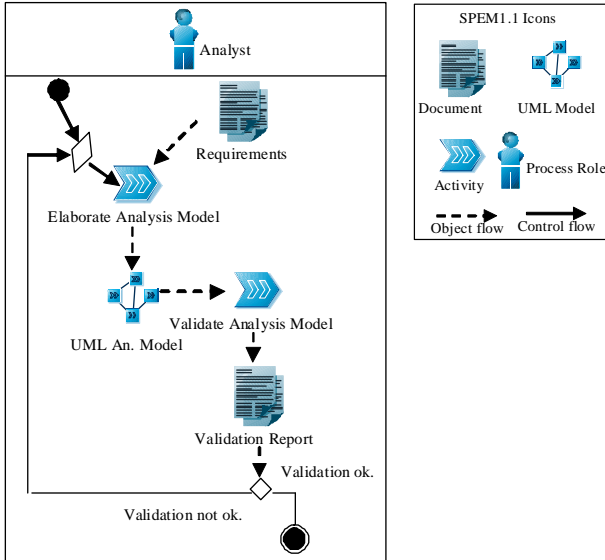 Analyst
Requirements
Elaborate Analysis Model
UML An. Model
Validate Analysis Model
Validation Report
Validation ok.
Validation not ok.
SPEM1.1 Icons
Document
UML Model
Activity
Process Role
Object flow
Control flow